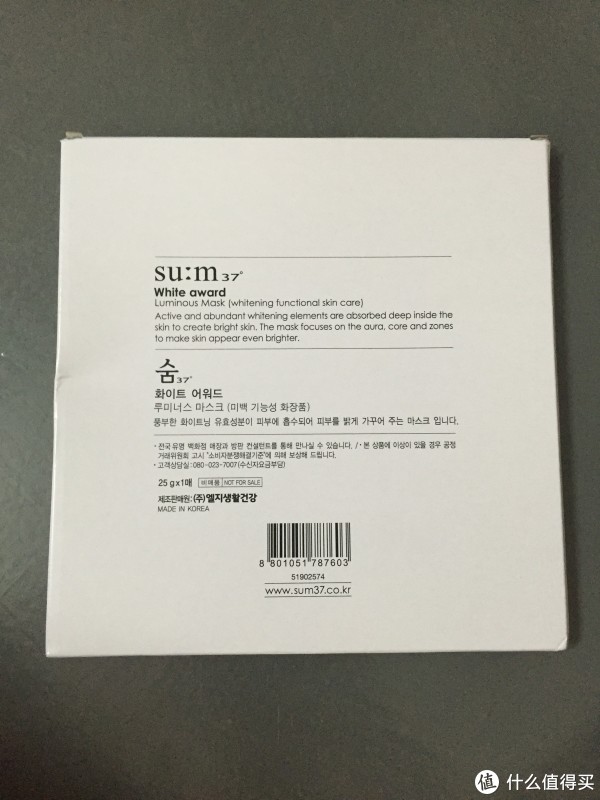 su:m37°
White award
Luminous Mask (whitening functional skin care)
Active and abundant whitening elements are absorbed deep inside the
skin to create bright skin. The mask focuses on the aura, core and zones
to make skin appear even brighter.
숨37°
화이트 어워드
루미너스 마스크 (미백 기능성 화장품)
풍부한 화이트닝 유효성분이 피부에 흡수되어 피부를 밝게 가꾸어 주는 마스크 입니다.
• 전국 유명 백화점 매장과 방판 컨설턴트를 통해 만나실 수 있습니다. / • 본 상품에 이상이 있을 경우 공정
거래위원회 고시 "소비자분쟁해결기준"에 의해 보상해 드립니다.
• 고객상담실 : 080-023-7007 (수신자요금부담)
25 g x 1매 비매품 NOT FOR SALE
제조판매원 : (주)엘지생활건강
MADE IN KOREA
8 801051 787603
51902574
www.sum37.co.kr
值 什么值得买